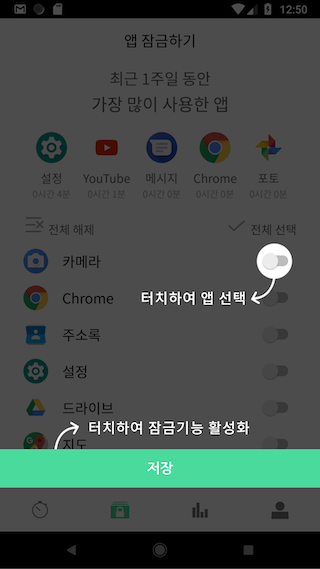 12:50
앱 잠금하기
최근 1주일 동안
가장 많이 사용한 앱
설정 YouTube 메시지 Chrome 포토
0시간 4분 0시간 1분 0시간 0분 0시간 0분 0시간 0분
전체 해제 전체 선택
카메라
터치하여 앱 선택
Chrome
주소록
설정
드라이브
터치하여 잠금기능 활성화
지도
저장